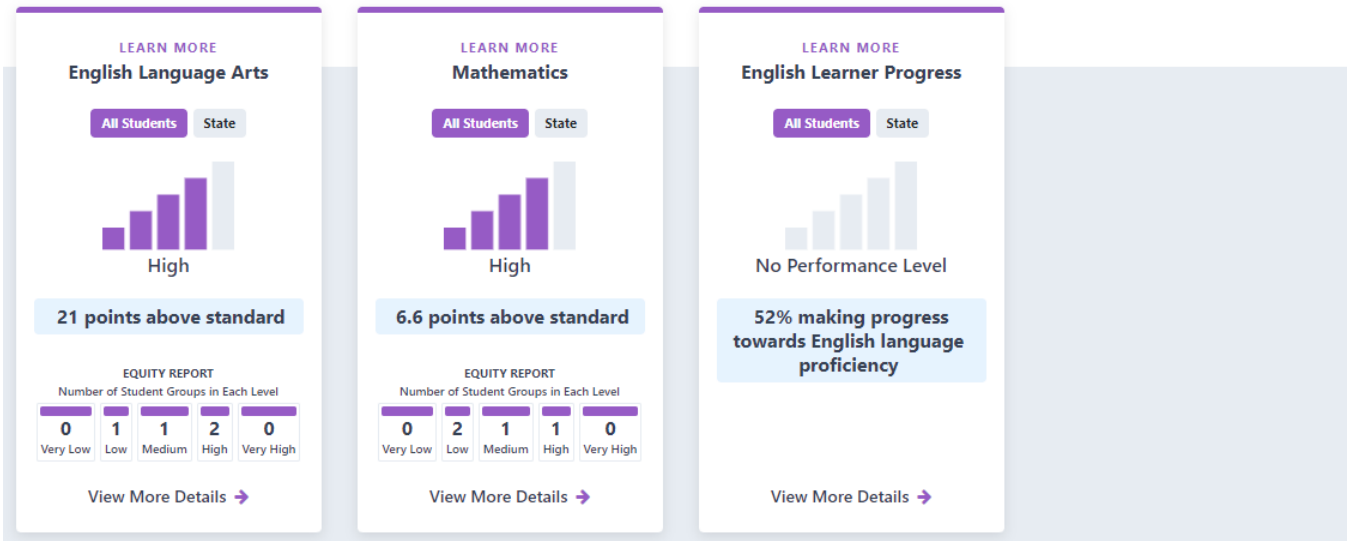 LEARN MORE
English Language Arts
All Students State
High
21 points above standard
EQUITY REPORT
Number of Student Groups in Each Level
0 1 1 2 0
Very Low Low Medium High Very High
View More Details
LEARN MORE
Mathematics
All Students State
High
6.6 points above standard
EQUITY REPORT
Number of Student Groups in Each Level
0 2 1 1 0
Very Low Low Medium High Very High
View More Details
LEARN MORE
English Learner Progress
All Students State
No Performance Level
52% making progress
towards English language
proficiency
View More Details